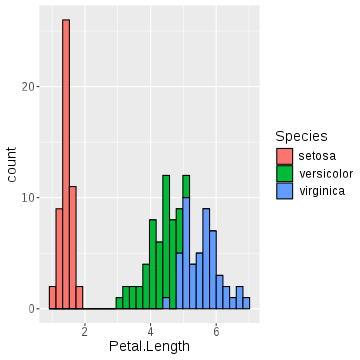 20
10
0
count
2 4 6
Petal.Length
Species
setosa
versicolor
virginica